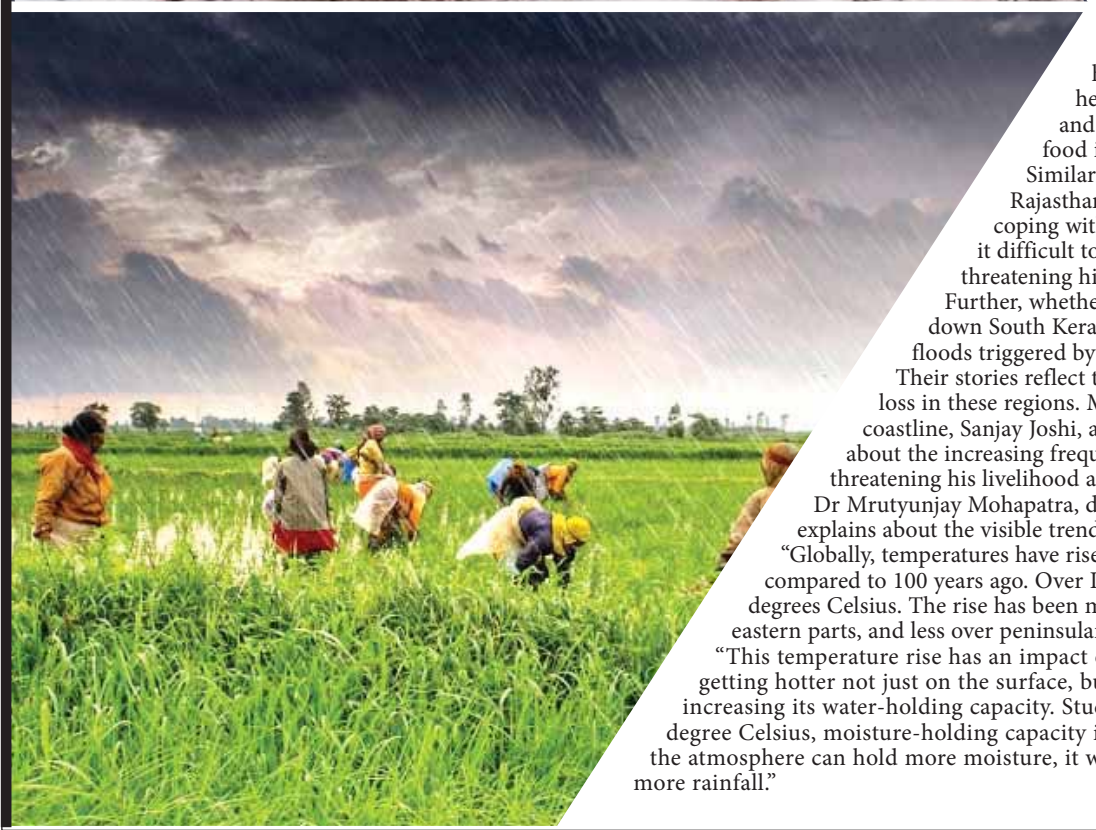 he
and
food i
Similar
Rajasthan
coping wit
it difficult to
threatening hi
Further, whethe
down South Kera
floods triggered by
Their stories reflect t
loss in these regions. M
coastline, Sanjay Joshi, a
about the increasing frequ
threatening his livelihood a
Dr Mrutyunjay Mohapatra, d
explains about the visible trend
“Globally, temperatures have rise
compared to 100 years ago. Over I
degrees Celsius. The rise has been m
eastern parts, and less over peninsular
“This temperature rise has an impact
getting hotter not just on the surface, bu
increasing its water-holding capacity. Stud
degree Celsius, moisture-holding capacity i
the atmosphere can hold more moisture, it w
more rainfall.”